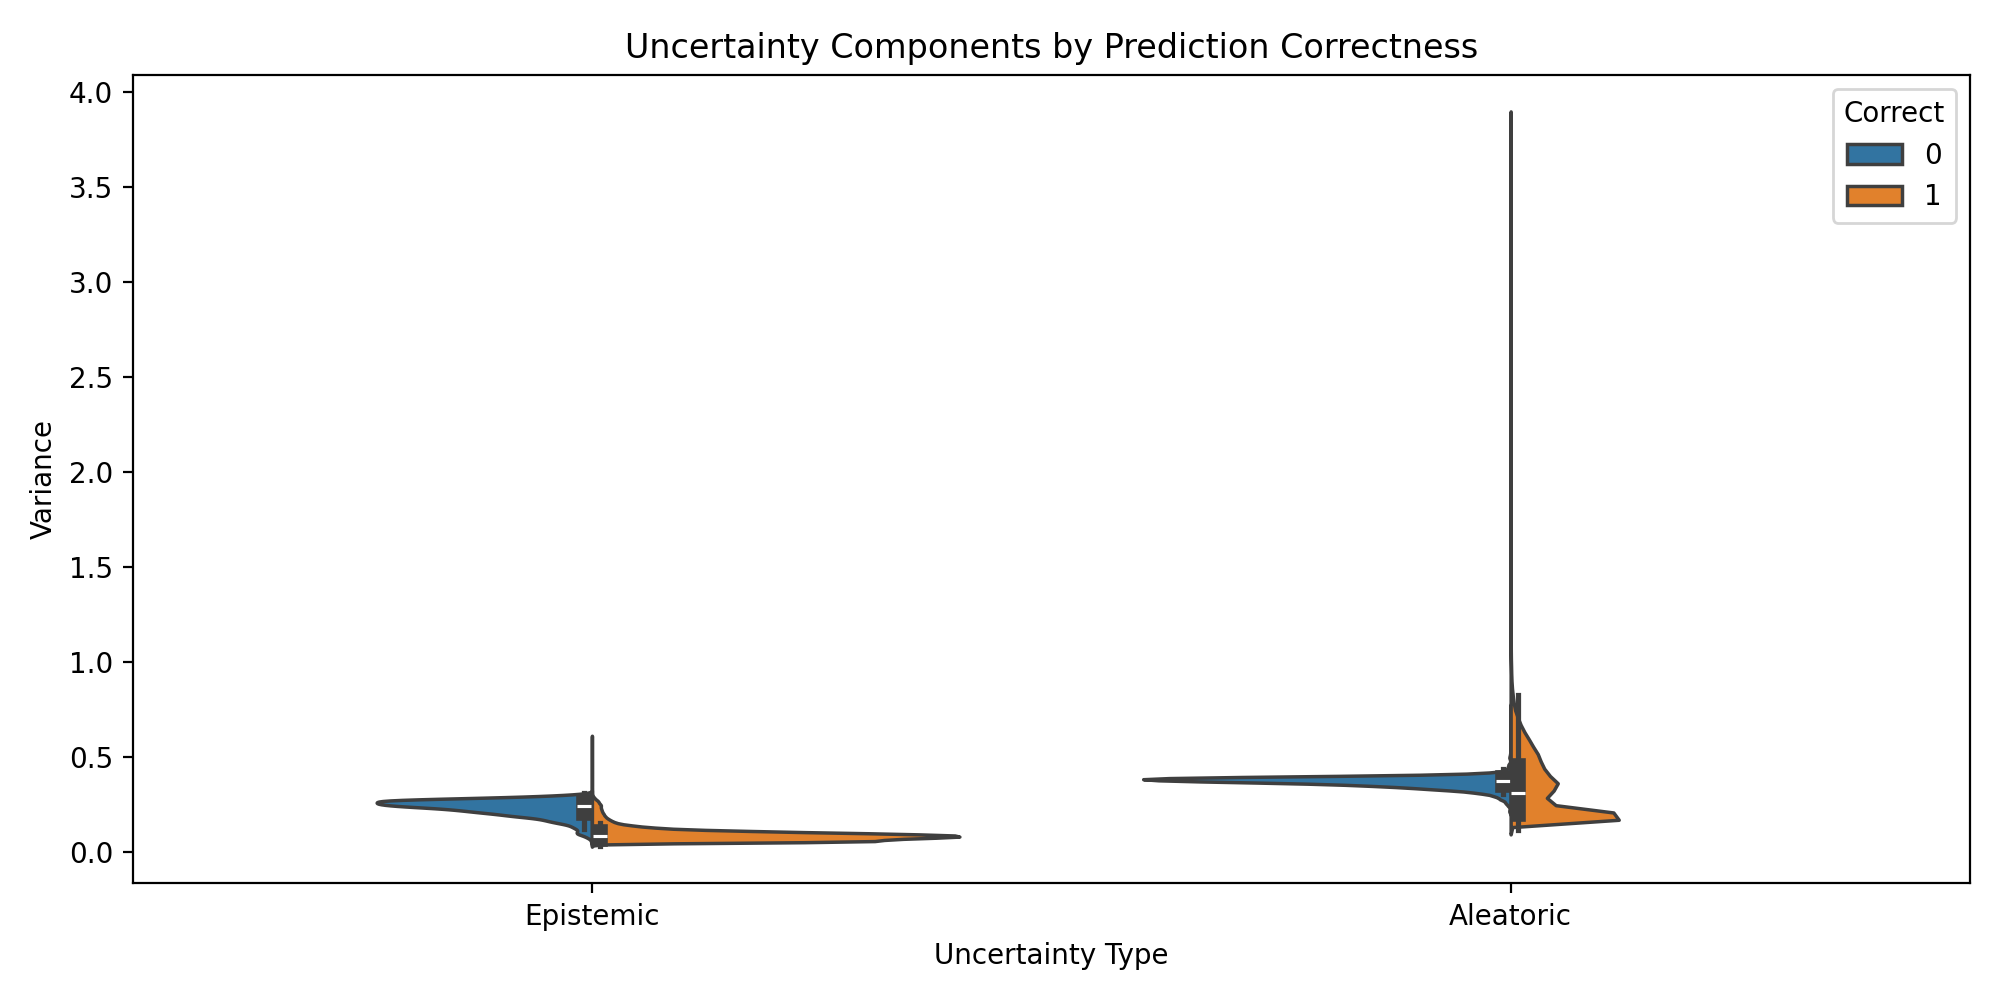 Uncertainty Components by Prediction Correctness
4.0
3.5
3.0
2.5
2.0
1.5
1.0
0.5
0.0
Variance
Correct
0
1
Epistemic
Aleatoric
Uncertainty Type